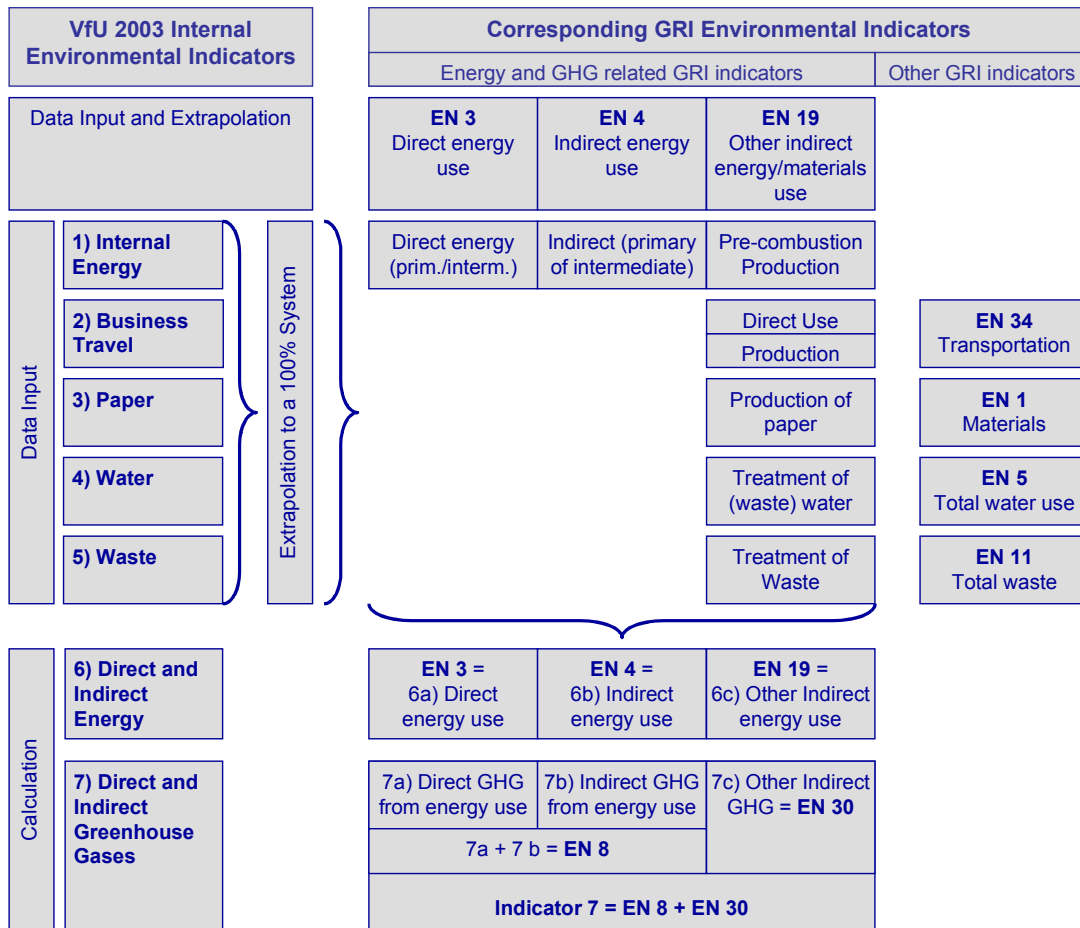 VfU 2003 Internal
Environmental Indicators
Corresponding GRI Environmental Indicators
Energy and GHG related GRI indicators
Other GRI indicators
Data Input and Extrapolation
EN 3
Direct energy
use
EN 4
Indirect energy
use
EN 19
Other indirect
energy/materials
use
Data Input
1) Internal
Energy
2) Business
Travel
3) Paper
4) Water
5) Waste
Extrapolation to a 100% System
Direct energy
(prim./interm.)
Indirect (primary
of intermediate)
Pre-combustion
Production
Direct Use
Production
EN 34
Transportation
Production of
paper
EN 1
Materials
Treatment of
(waste) water
EN 5
Total water use
Treatment of
Waste
EN 11
Total waste
Calculation
6) Direct and
Indirect
Energy
EN 3 =
6a) Direct
energy use
EN 4 =
6b) Indirect
energy use
EN 19 =
6c) Other Indirect
energy use
7) Direct and
Indirect
Greenhouse
Gases
7a) Direct GHG
from energy use
7b) Indirect GHG
from energy use
7c) Other Indirect
GHG = EN 30
7a + 7 b = EN 8
Indicator 7 = EN 8 + EN 30